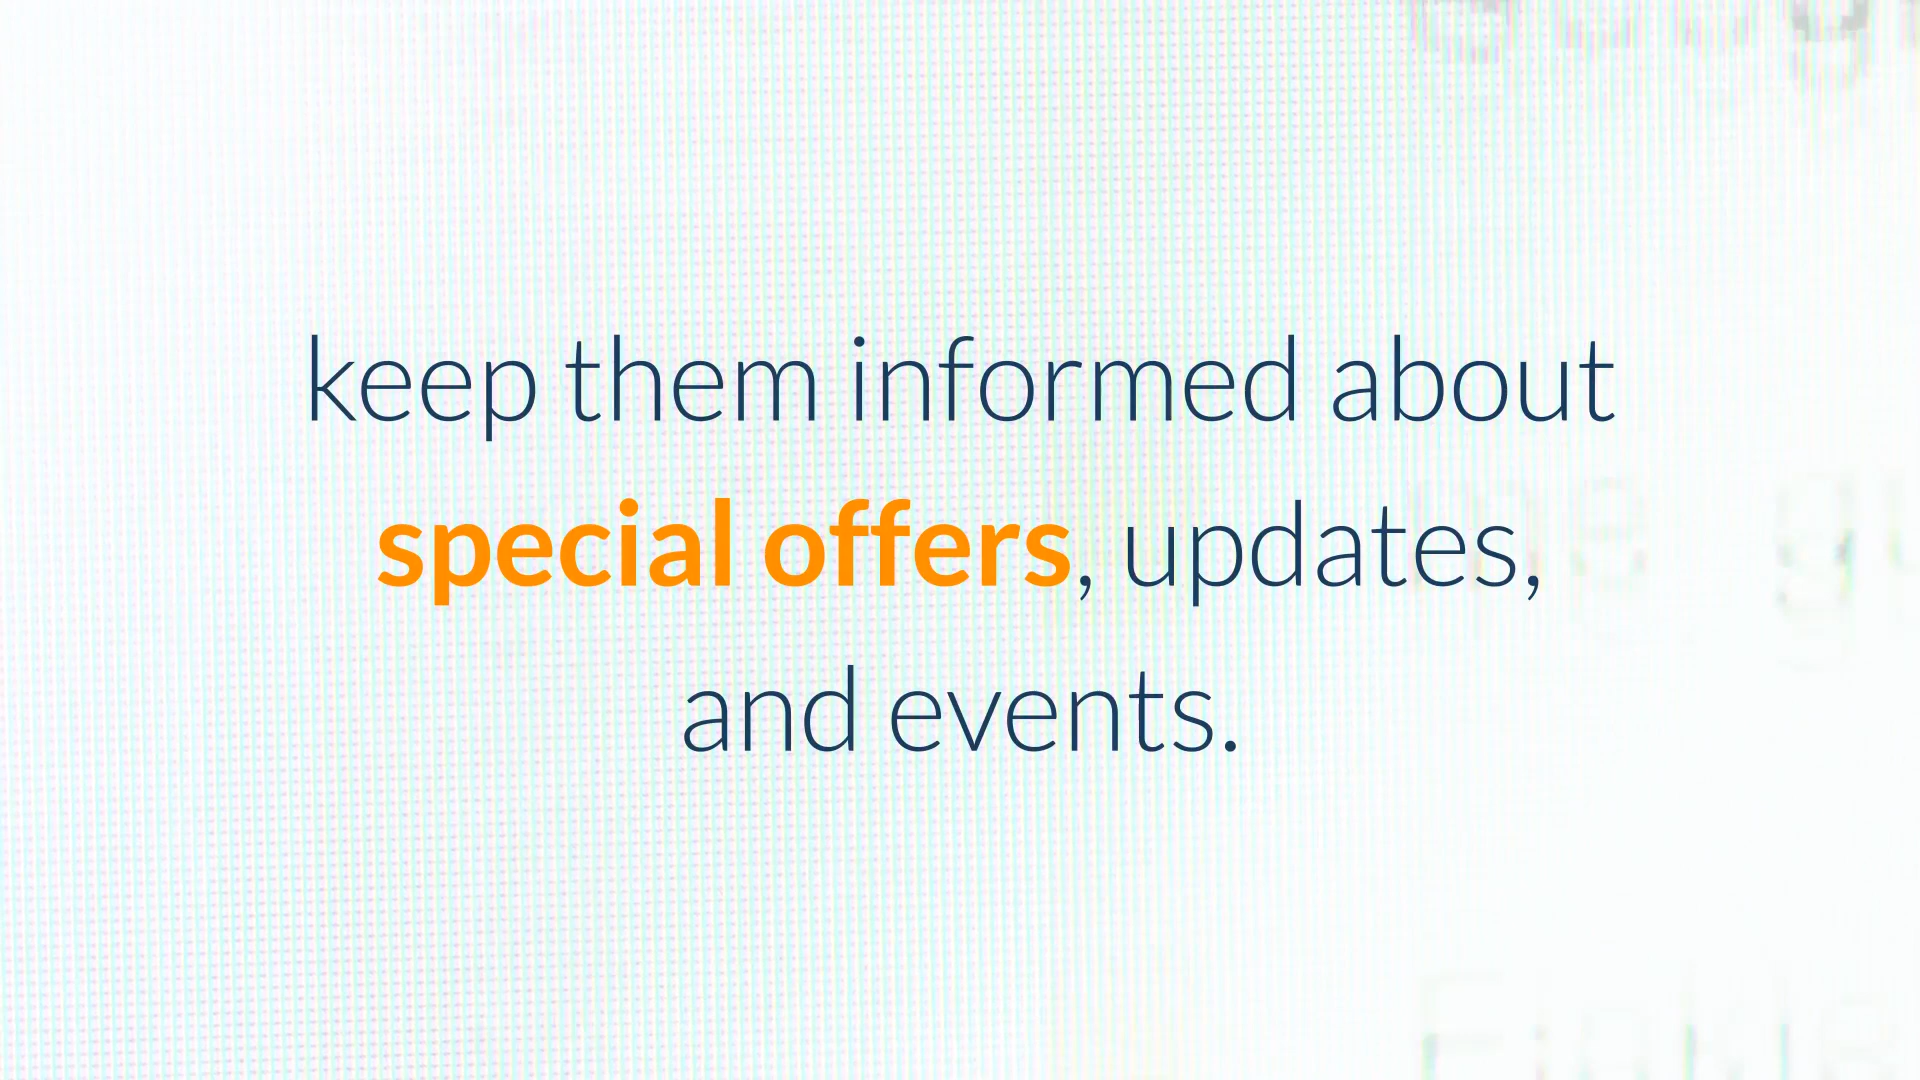 keep them informed about
special offers, updates,
and events.